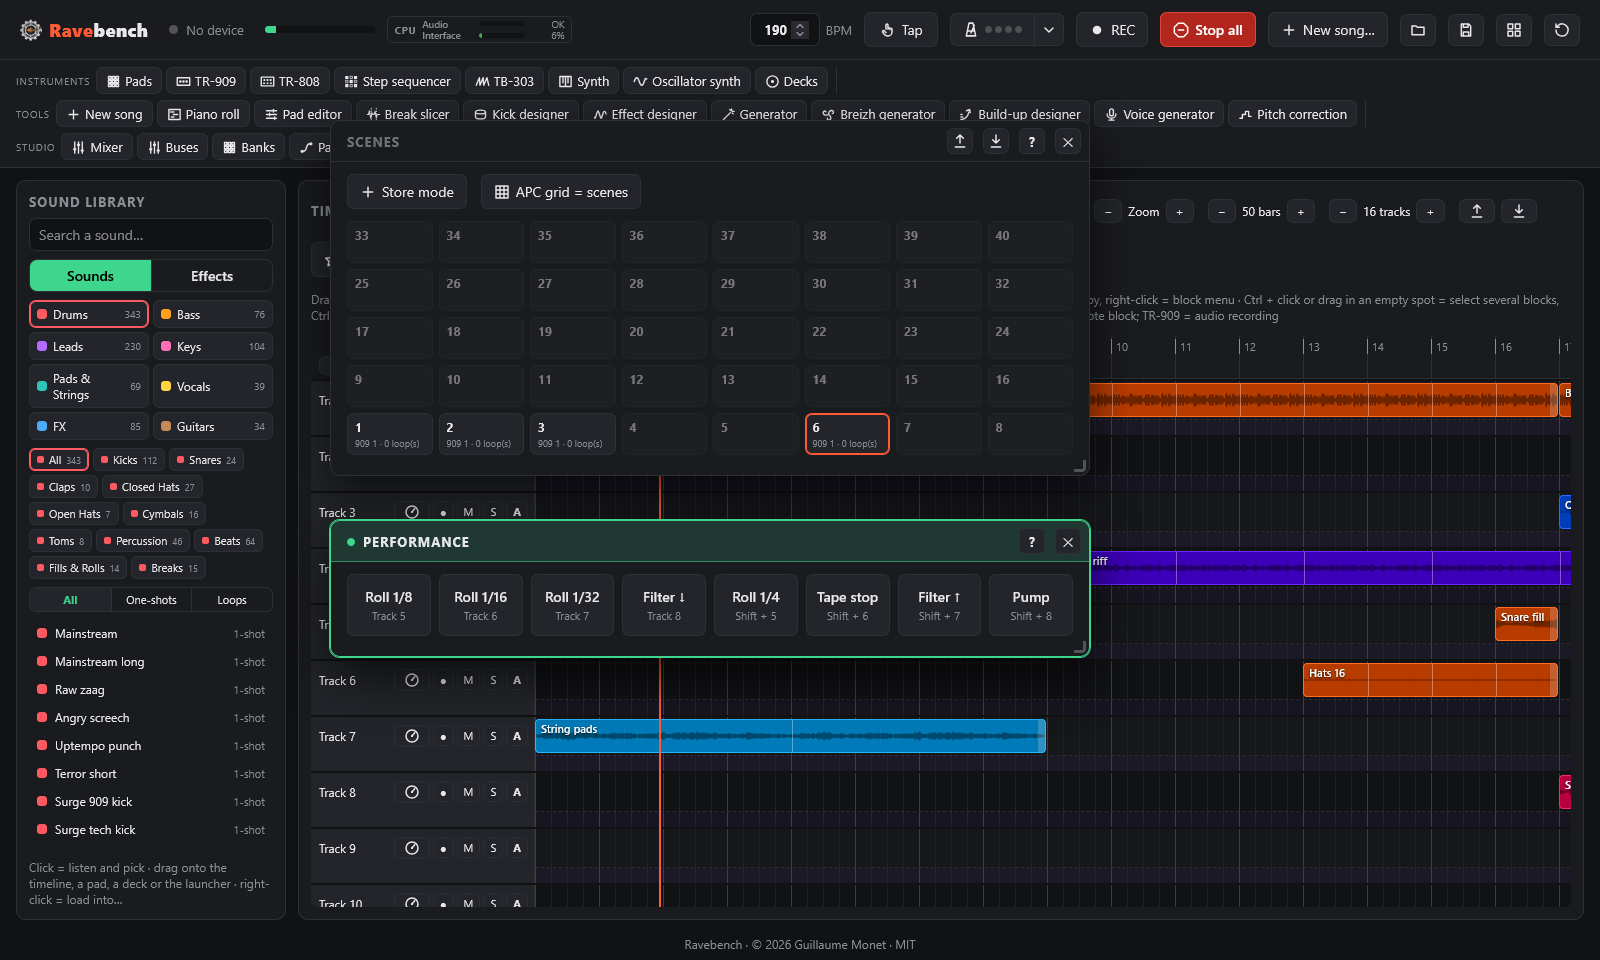 Ravebench
No device
CPU
Audio
Interface
OK
6%
190
BPM
Tap
REC
Stop all
New song...
INSTRUMENTS
Pads
TR-909
TR-808
Step sequencer
TB-303
Synth
Oscillator synth
Decks
TOOLS
New song
Piano roll
Pad editor
Break slicer
Kick designer
Effect designer
Generator
Breizh generator
Build-up designer
Voice generator
Pitch correction
STUDIO
Mixer
Buses
Banks
SOUND LIBRARY
Search a sound...
Sounds
Effects
Drums 343
Bass 76
Leads 230
Keys 104
Pads & Strings 69
Vocals 39
FX 85
Guitars 34
All 343
Kicks 112
Snares 24
Claps 10
Closed Hats 27
Open Hats 7
Cymbals 16
Toms 8
Percussion 46
Beats 64
Fills & Rolls 14
Breaks 15
All
One-shots
Loops
Mainstream 1-shot
Mainstream long 1-shot
Raw zaag 1-shot
Angry screech 1-shot
Uptempo punch 1-shot
Terror short 1-shot
Surge 909 kick 1-shot
Surge tech kick 1-shot
Click = listen and pick · drag onto the
timeline, a pad, a deck or the launcher · right-
click = load into...
SCENES
?
Store mode
APC grid = scenes
33 34 35 36 37 38 39 40
25 26 27 28 29 30 31 32
17 18 19 20 21 22 23 24
9 10 11 12 13 14 15 16
1 2 3 4 5 6 7 8
909 1 · 0 loop(s)
909 1 · 0 loop(s)
909 1 · 0 loop(s)
909 1 · 0 loop(s)
– Zoom +
– 50 bars +
– 16 tracks +
right-click = block menu · Ctrl + click or drag in an empty spot = select several blocks,
block; TR-909 = audio recording
10 11 12 13 14 15 16
Track 3 M S A
PERFORMANCE
?
Roll 1/8
Track 5
Roll 1/16
Track 6
Roll 1/32
Track 7
Filter ↓
Track 8
Roll 1/4
Shift + 5
Tape stop
Shift + 6
Filter ↑
Shift + 7
Pump
Shift + 8
riff
Snare fill
Track 6 M S A
Hats 16
Track 7 M S A
String pads
Track 8 M S A
Track 9 M S A
Track 10 M S A
Ravebench · © 2026 Guillaume Monet · MIT